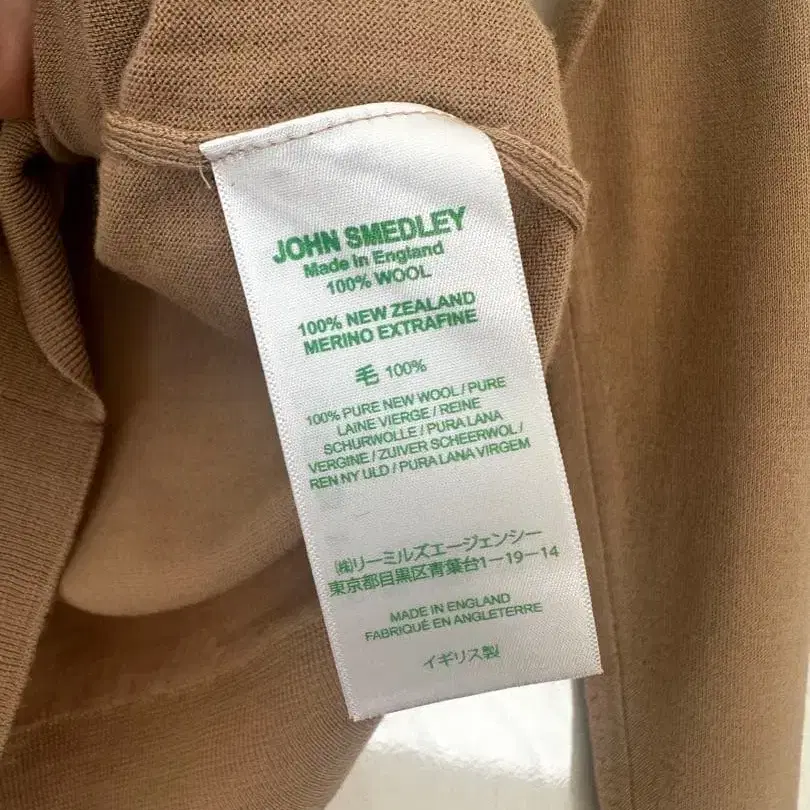 JOHN SMEDLEY
Made in England
100% WOOL
100% NEW ZEALAND
MERINO EXTRAFINE
毛 100%
100% PURE NEW WOOL / PURE
LAINE VIERGE / REINE
SCHURWOLLE / PURA LANA
VERGINE / ZUIVER SCHEERWOL /
REN NY ULD / PURA LANA VIRGEM
㈱リーミルズエージェンシー
東京都目黒区青葉台1-19-14
MADE IN ENGLAND
FABRIQUÉ EN ANGLETERRE
イギリス製